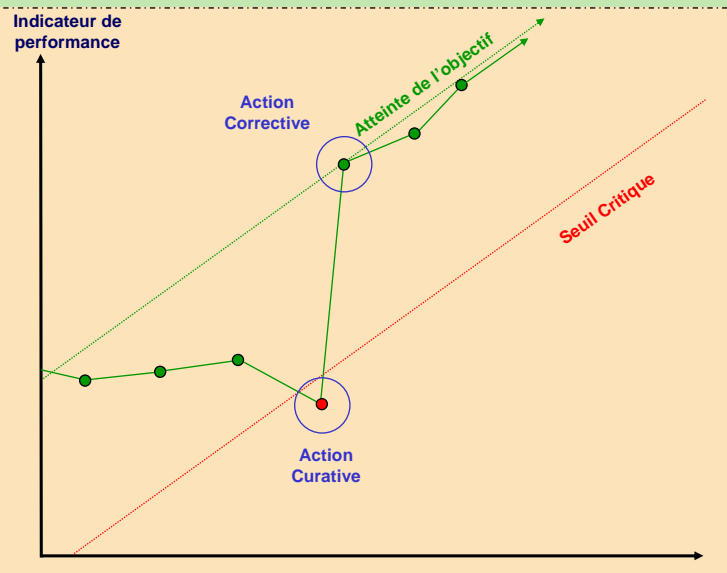 Indicateur de
performance
Action
Corrective
Atteinte de l'objectif
Seuil Critique
Action
Curative